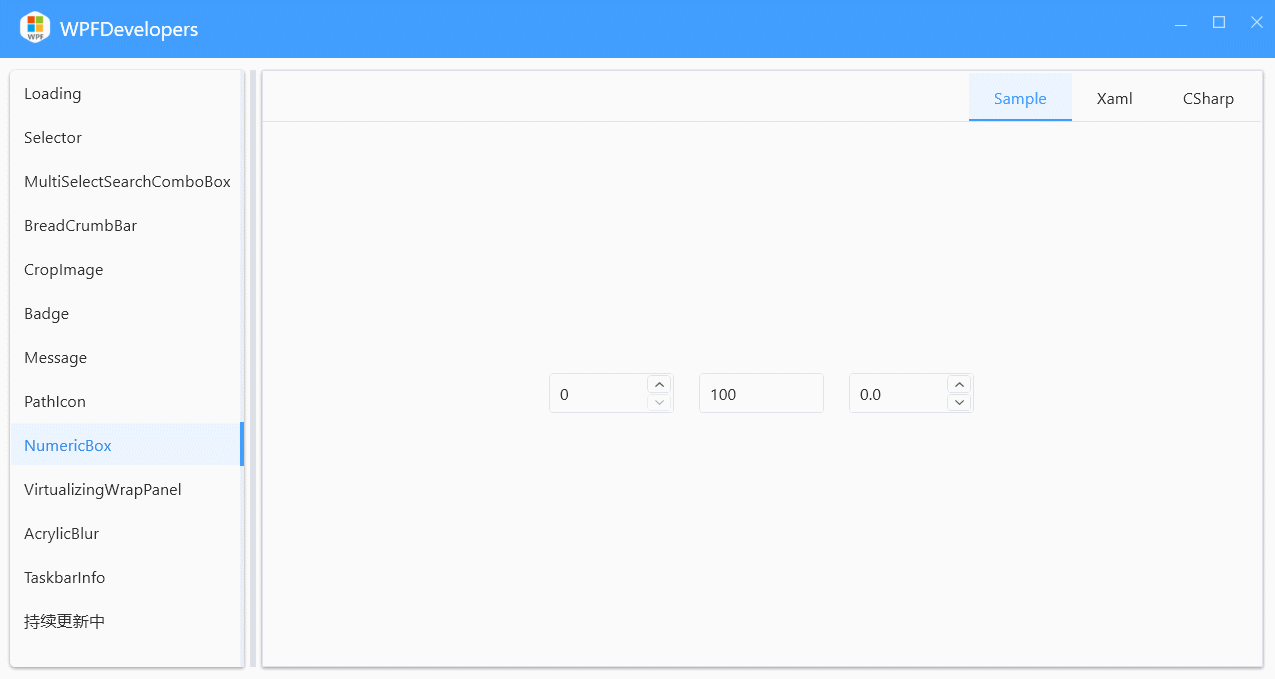 WPF
WPFDevelopers
Loading
Selector
MultiSelectSearchComboBox
BreadCrumbBar
CropImage
Badge
Message
PathIcon
NumericBox
VirtualizingWrapPanel
AcrylicBlur
TaskbarInfo
持续更新中
Sample Xaml CSharp
0 100 0.0